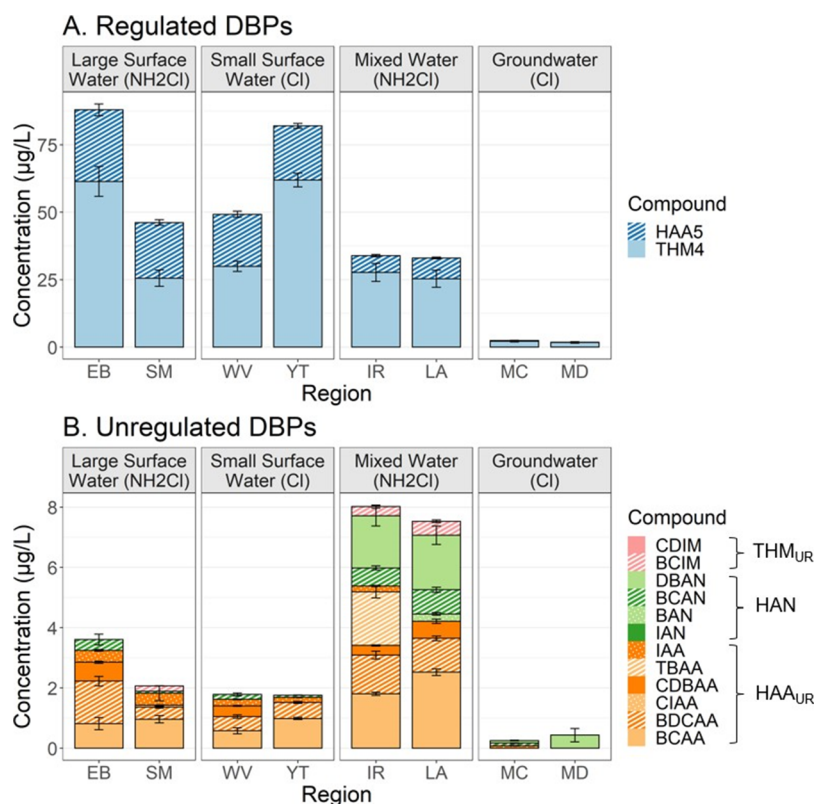 A. Regulated DBPs
Large Surface
Water (NH2Cl)
Small Surface
Water (Cl)
Mixed Water
(NH2Cl)
Groundwater
(Cl)
Concentration (µg/L)
75
50
25
0
EB SM WV YT IR LA MC MD
Region
Compound
HAA5
THM4
B. Unregulated DBPs
Large Surface
Water (NH2Cl)
Small Surface
Water (Cl)
Mixed Water
(NH2Cl)
Groundwater
(Cl)
Concentration (µg/L)
8
6
4
2
0
EB SM WV YT IR LA MC MD
Region
Compound
CDIM
BCIM
THMUR
DBAN
BCAN
BAN
IAN
HAN
IAA
TBAA
CDBAA
CIAA
BDCAA
BCAA
HAAUR